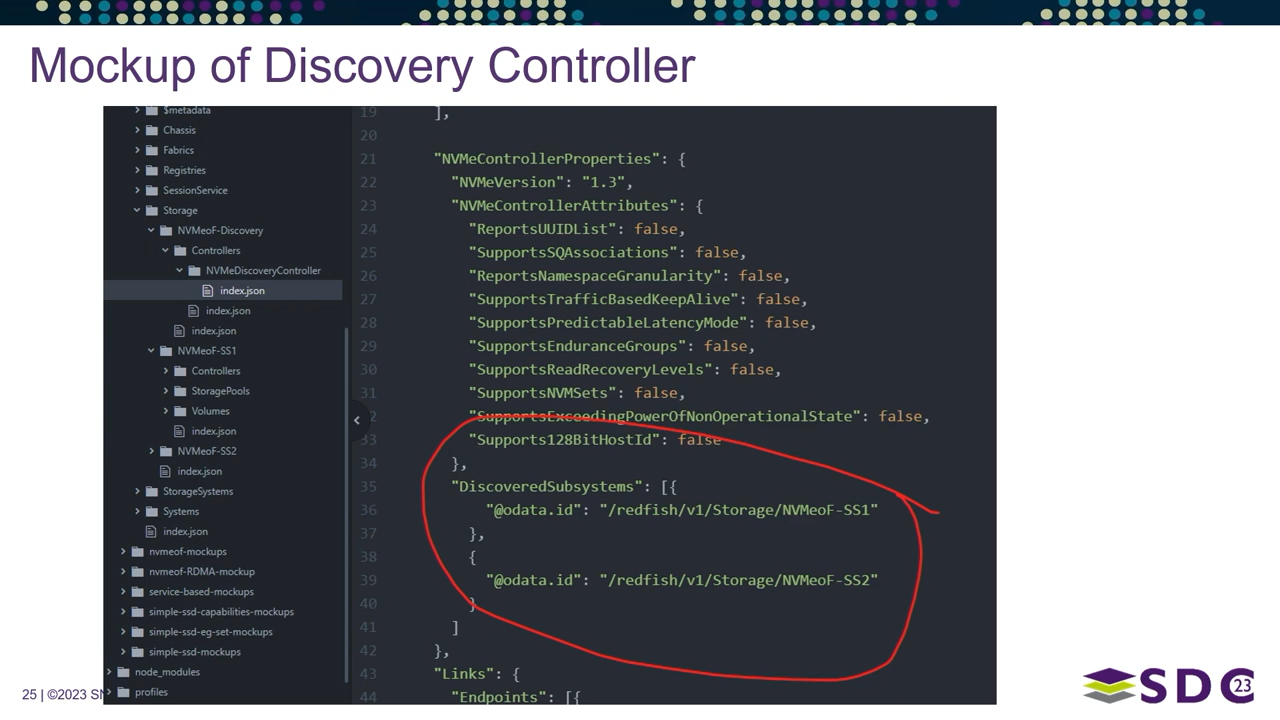 Mockup of Discovery Controller
$metadata
Chassis
Fabrics
Registries
SessionService
Storage
NVMeoF-Discovery
Controllers
NVMeDiscoveryController
index.json
index.json
index.json
NVMeoF-SS1
Controllers
StoragePools
Volumes
index.json
NVMeoF-SS2
index.json
StorageSystems
Systems
index.json
nvmeof-mockups
nvmeof-RDMA-mockup
service-based-mockups
simple-ssd-capabilities-mockups
simple-ssd-eg-set-mockups
simple-ssd-mockups
node_modules
profiles
19 ],
20
21 "NVMeControllerProperties": {
22 "NVMeVersion": "1.3",
23 "NVMeControllerAttributes": {
24 "ReportsUUIDList": false,
25 "SupportsSQAssociations": false,
26 "ReportsNamespaceGranularity": false,
27 "SupportsTrafficBasedKeepAlive": false,
28 "SupportsPredictableLatencyMode": false,
29 "SupportsEnduranceGroups": false,
30 "SupportsReadRecoveryLevels": false,
31 "SupportsNVMSets": false,
2 "SupportsExceedingPowerOfNonOperationalState": false,
33 "Supports128BitHostId": false
34 },
35 "DiscoveredSubsystems": [{
36 "@odata.id": "/redfish/v1/Storage/NVMeoF-SS1"
37 },
38 {
39 "@odata.id": "/redfish/v1/Storage/NVMeoF-SS2"
40 }
41 ]
42 },
43 "Links": {
44 "Endpoints": [{
25 | ©2023 SN
SDC 23